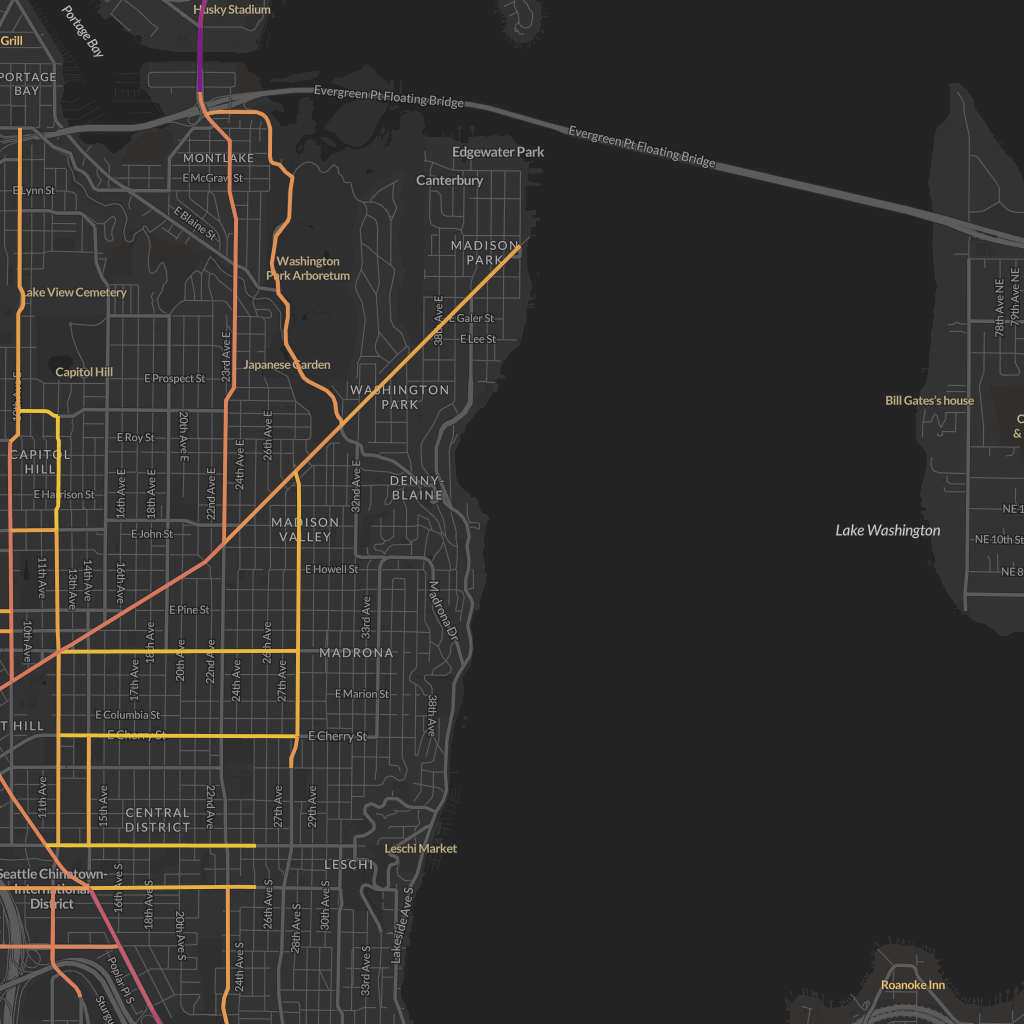 Husky Stadium
Portage Bay
Grill
PORTAGE
BAY
Evergreen Pt Floating Bridge
Evergreen Pt Floating Bridge
MONTLAKE
E McGraw St
E Lynn St
E Blaine St
Edgewater Park
Canterbury
MADISON
PARK
Washington
Park Arboretum
Lake View Cemetery
38th Ave E
E Galer St
E Lee St
78th Ave NE
79th Ave NE
23rd Ave E
Japanese Garden
Capitol Hill
E Prospect St
WASHINGTON
PARK
Bill Gates's house
20th Ave E
26th Ave E
E Roy St
CAPITOL
HILL
24th Ave E
16th Ave E
18th Ave E
22nd Ave E
32nd Ave E
DENNY-
BLAINE
E Harrison St
MADISON
VALLEY
E John St
Lake Washington
NE 10th St
NE 8
E Howell St
11th Ave
13th Ave
14th Ave
16th Ave
E Pine St
33rd Ave
Madrona Dr
10th Ave
18th Ave
20th Ave
22nd Ave
26th Ave
MADRONA
17th Ave
24th Ave
27th Ave
E Marion St
38th Ave
E Columbia St
T HILL
E Cherry St
E Cherry St
11th Ave
15th Ave
22nd Ave
27th Ave
29th Ave
CENTRAL
DISTRICT
Leschi Market
LESCHI
Seattle Chinatown-
International
District
16th Ave S
18th Ave S
20th Ave S
26th Ave S
28th Ave S
30th Ave S
Lakeside Ave S
24th Ave S
33rd Ave S
Poplar Pl S
Sturgu
Roanoke Inn